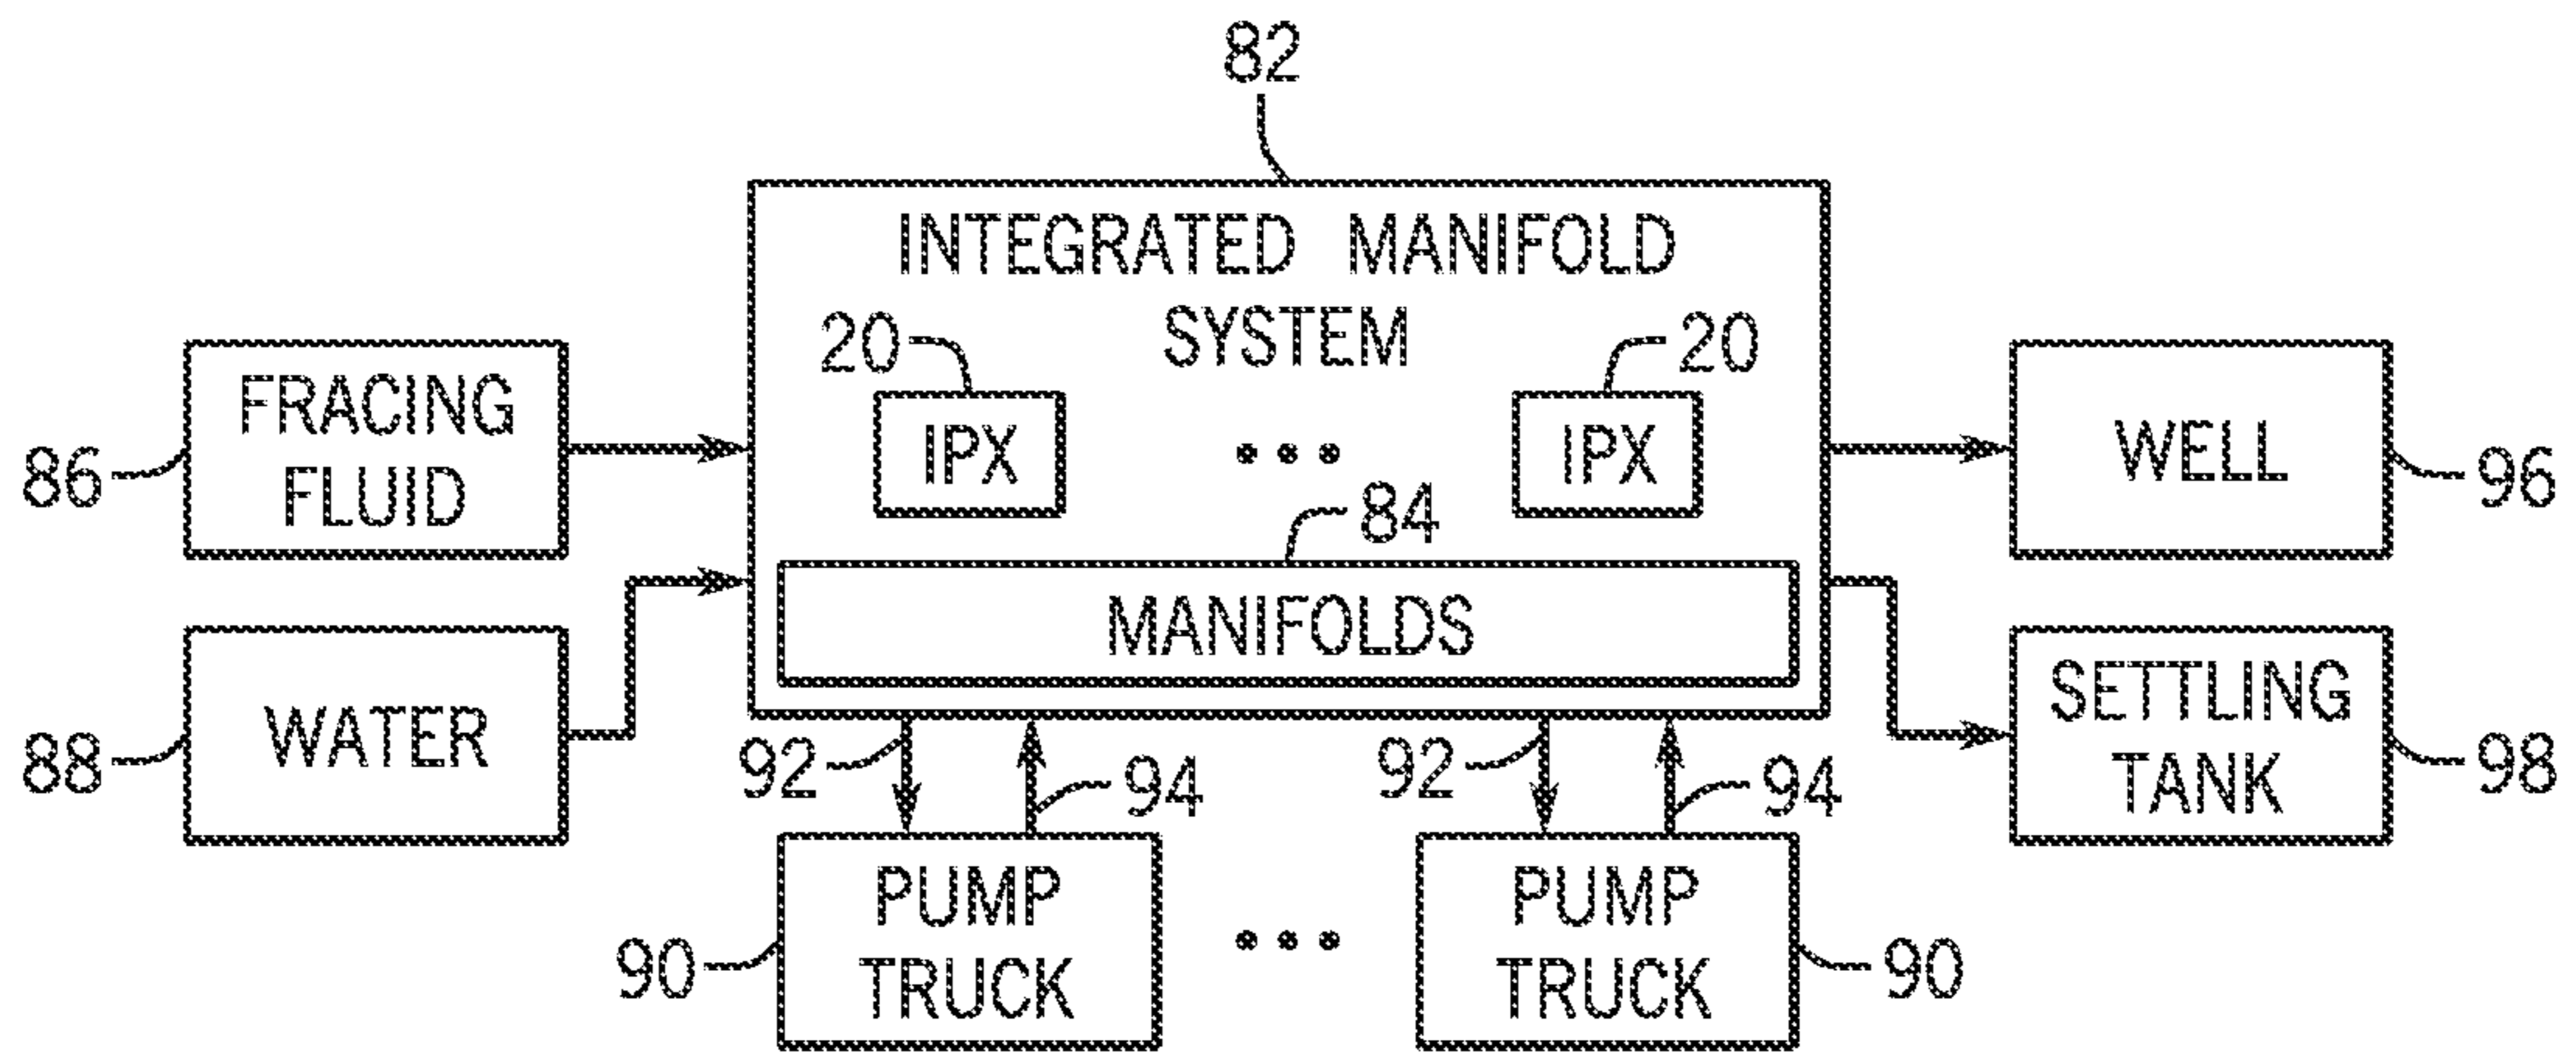 82
INTEGRATED MANIFOLD
SYSTEM
20
20
IPX
IPX
84
MANIFOLDS
FRACING
FLUID
86
WATER
88
WELL
96
SETTLING
TANK
98
92
94
92
94
PUMP
TRUCK
90
PUMP
TRUCK
90